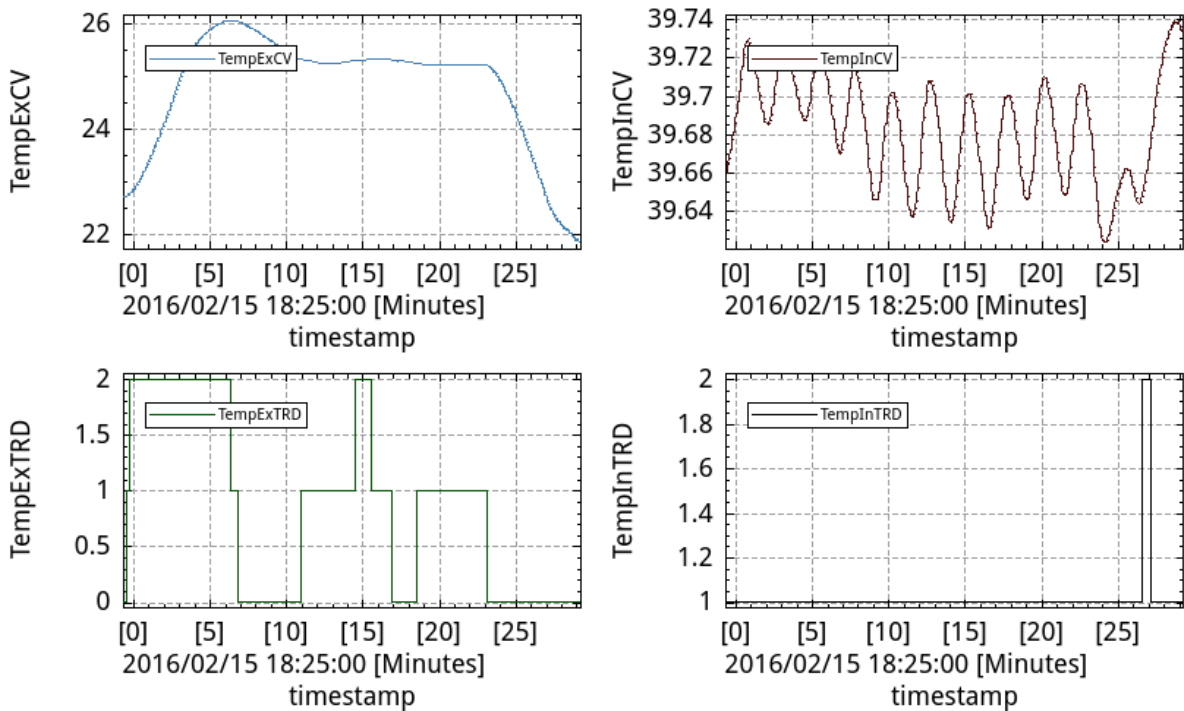 TempExCV
26
24
22
TempExCV
[0] [5] [10] [15] [20] [25]
2016/02/15 18:25:00 [Minutes]
timestamp
TempInCV
39.74
39.72
39.7
39.68
39.66
39.64
TempInCV
[0] [5] [10] [15] [20] [25]
2016/02/15 18:25:00 [Minutes]
timestamp
TempExTRD
2
1.5
1
0.5
0
TempExTRD
[0] [5] [10] [15] [20] [25]
2016/02/15 18:25:00 [Minutes]
timestamp
TempInTRD
2
1.8
1.6
1.4
1.2
1
TempInTRD
[0] [5] [10] [15] [20] [25]
2016/02/15 18:25:00 [Minutes]
timestamp